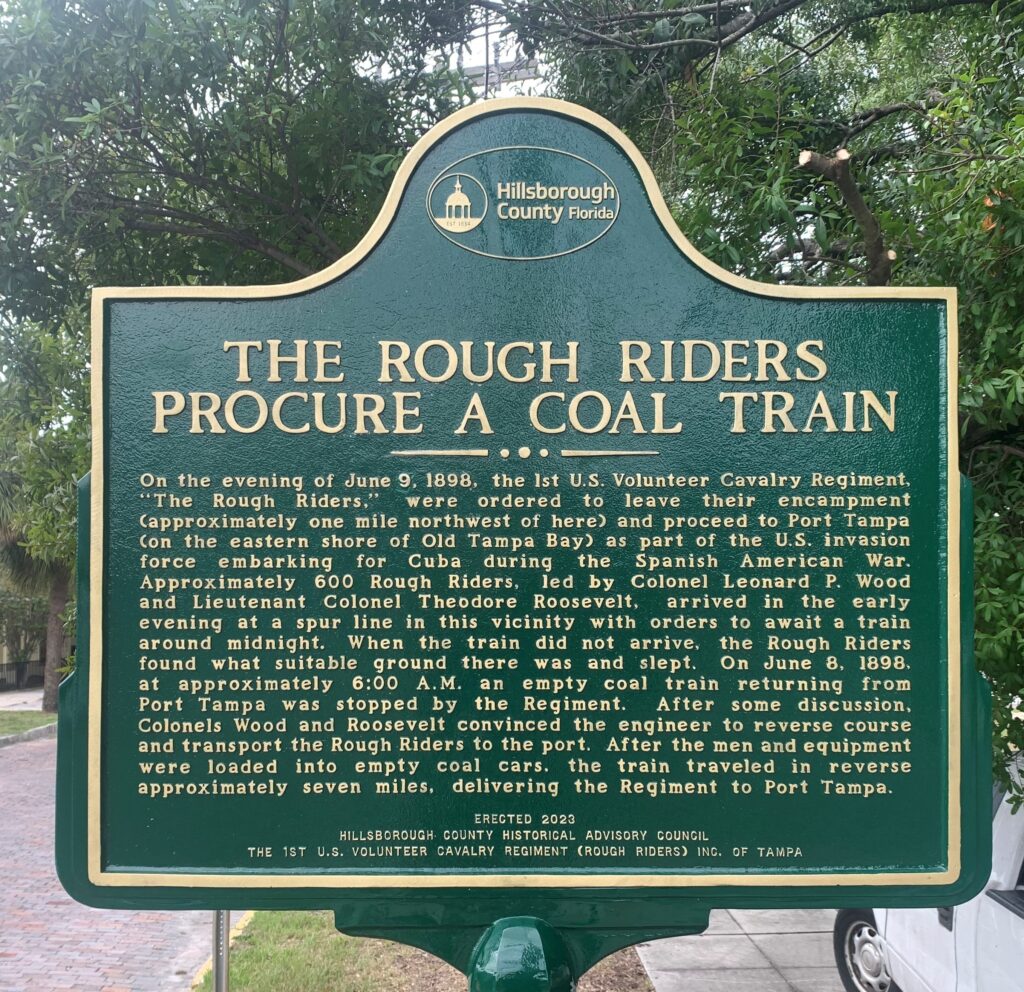 Hillsborough
County Florida
EST 1834
THE ROUGH RIDERS
PROCURE A COAL TRAIN
On the evening of June 9, 1898, the 1st U.S. Volunteer Cavalry Regiment,
"The Rough Riders," were ordered to leave their encampment
(approximately one mile northwest of here) and proceed to Port Tampa
(on the eastern shore of Old Tampa Bay) as part of the U.S. invasion
force embarking for Cuba during the Spanish American War.
Approximately 600 Rough Riders, led by Colonel Leonard P. Wood
and Lieutenant Colonel Theodore Roosevelt, arrived in the early
evening at a spur line in this vicinity with orders to await a train
around midnight. When the train did not arrive, the Rough Riders
found what suitable ground there was and slept. On June 8, 1898,
at approximately 6:00 A.M. an empty coal train returning from
Port Tampa was stopped by the Regiment. After some discussion,
Colonels Wood and Roosevelt convinced the engineer to reverse course
and transport the Rough Riders to the port. After the men and equipment
were loaded into empty coal cars, the train traveled in reverse
approximately seven miles, delivering the Regiment to Port Tampa.
ERECTED 2023
HILLSBOROUGH COUNTY HISTORICAL ADVISORY COUNCIL
THE 1ST U.S. VOLUNTEER CAVALRY REGIMENT (ROUGH RIDERS) INC. OF TAMPA